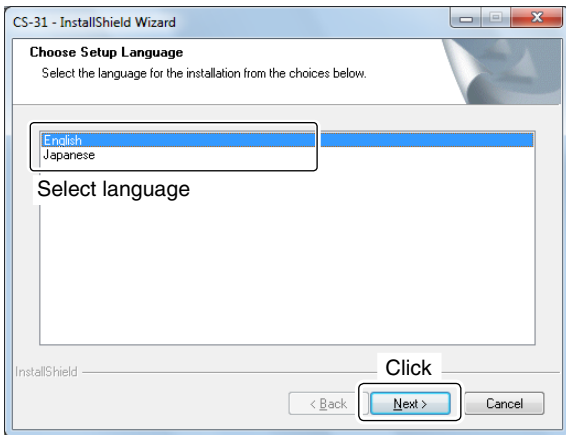 CS-31 - InstallShield Wizard
Choose Setup Language
Select the language for the installation from the choices below.
English
Japanese
Select language
InstallShield
Click
< Back
Next >
Cancel